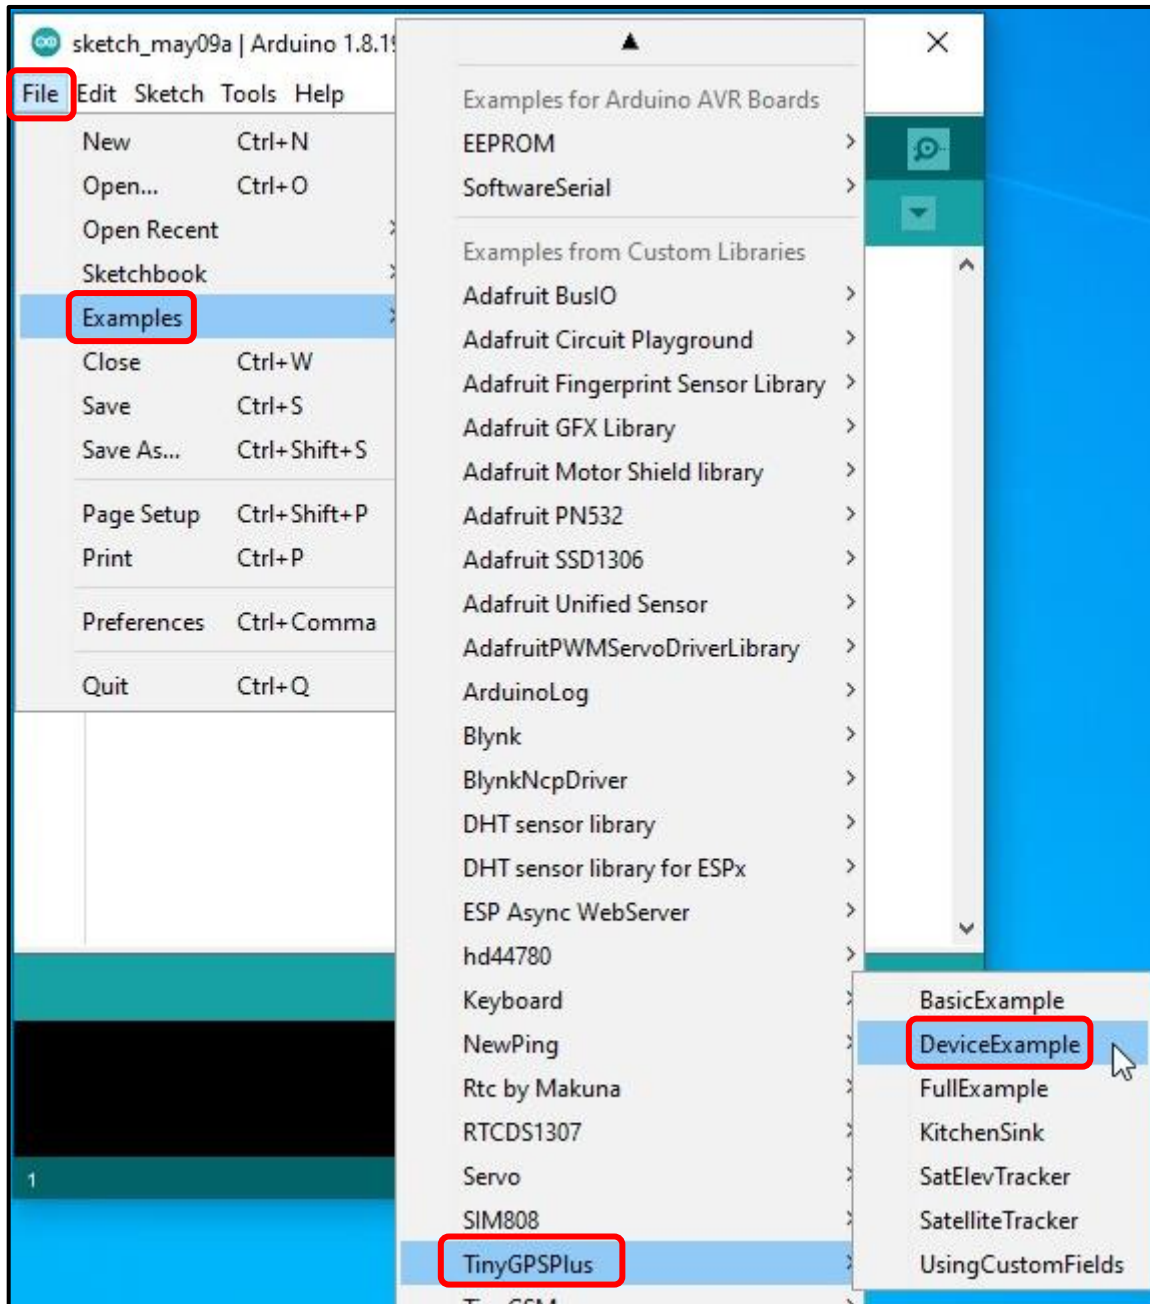 sketch_may09a | Arduino 1.8.19
File Edit Sketch Tools Help
New Ctrl+N
Open... Ctrl+O
Open Recent
Sketchbook
Examples
Close Ctrl+W
Save Ctrl+S
Save As... Ctrl+Shift+S
Page Setup Ctrl+Shift+P
Print Ctrl+P
Preferences Ctrl+Comma
Quit Ctrl+Q
1
Examples for Arduino AVR Boards
EEPROM
SoftwareSerial
Examples from Custom Libraries
Adafruit BusIO
Adafruit Circuit Playground
Adafruit Fingerprint Sensor Library
Adafruit GFX Library
Adafruit Motor Shield library
Adafruit PN532
Adafruit SSD1306
Adafruit Unified Sensor
AdafruitPWMServoDriverLibrary
ArduinoLog
Blynk
BlynkNcpDriver
DHT sensor library
DHT sensor library for ESPx
ESP Async WebServer
hd44780
Keyboard
NewPing
Rtc by Makuna
RTCDS1307
Servo
SIM808
TinyGPSPlus
BasicExample
DeviceExample
FullExample
KitchenSink
SatElevTracker
SatelliteTracker
UsingCustomFields